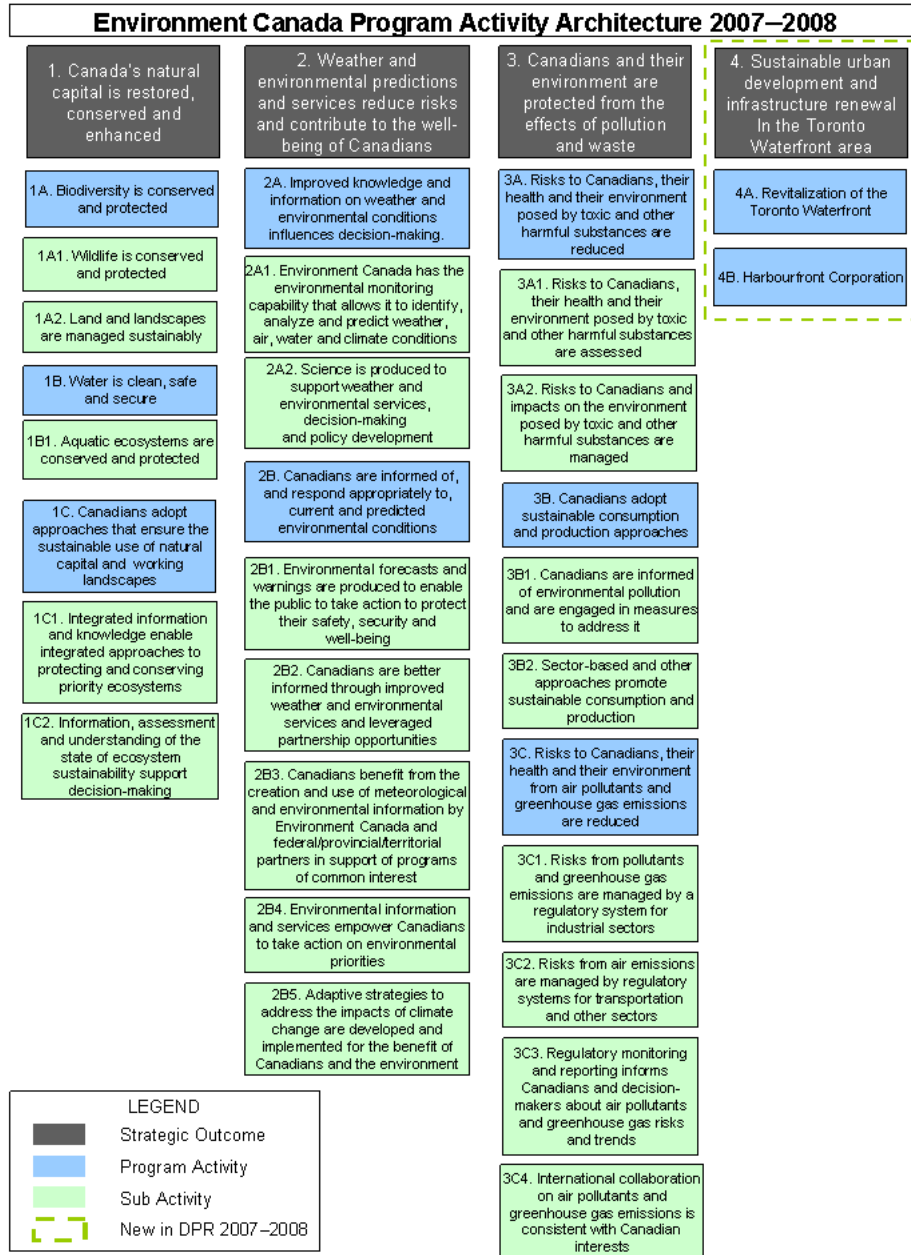 Environment Canada Program Activity Architecture 2007–2008
1. Canada's natural
capital is restored,
conserved and
enhanced
1A. Biodiversity is conserved
and protected
1A1. Wildlife is conserved
and protected
1A2. Land and landscapes
are managed sustainably
1B. Water is clean, safe
and secure
1B1. Aquatic ecosystems are
conserved and protected
1C. Canadians adopt
approaches that ensure the
sustainable use of natural
capital and working
landscapes
1C1. Integrated information
and knowledge enable
integrated approaches to
protecting and conserving
priority ecosystems
1C2. Information, assessment
and understanding of the
state of ecosystem
sustainability support
decision-making
2. Weather and
environmental predictions
and services reduce risks
and contribute to the well-
being of Canadians
2A. Improved knowledge and
information on weather and
environmental conditions
influences decision-making.
2A1. Environment Canada has the
environmental monitoring
capability that allows it to identify,
analyze and predict weather,
air, water and climate conditions
2A2. Science is produced to
support weather and
environmental services,
decision-making
and policy development
2B. Canadians are informed of,
and respond appropriately to,
current and predicted
environmental conditions
2B1. Environmental forecasts and
warnings are produced to enable
the public to take action to protect
their safety, security and
well-being
2B2. Canadians are better
informed through improved
weather and environmental
services and leveraged
partnership opportunities
2B3. Canadians benefit from the
creation and use of meteorological
and environmental information by
Environment Canada and
federal/provincial/territorial
partners in support of programs
of common interest
2B4. Environmental information
and services empower Canadians
to take action on environmental
priorities
2B5. Adaptive strategies to
address the impacts of climate
change are developed and
implemented for the benefit of
Canadians and the environment
3. Canadians and their
environment are
protected from the
effects of pollution
and waste
3A. Risks to Canadians, their
health and their environment
posed by toxic and other
harmful substances are
reduced
3A1. Risks to Canadians,
their health and their
environment posed by toxic
and other harmful substances
are assessed
3A2. Risks to Canadians and
impacts on the environment
posed by toxic and other
harmful substances are
managed
3B. Canadians adopt
sustainable consumption
and production approaches
3B1. Canadians are informed
of environmental pollution
and are engaged in measures
to address it
3B2. Sector-based and other
approaches promote
sustainable consumption and
production
3C. Risks to Canadians, their
health and their environment
from air pollutants and
greenhouse gas emissions
are reduced
3C1. Risks from pollutants
and greenhouse gas
emissions are managed by a
regulatory system for
industrial sectors
3C2. Risks from air emissions
are managed by regulatory
systems for transportation
and other sectors
3C3. Regulatory monitoring
and reporting informs
Canadians and decision-
makers about air pollutants
and greenhouse gas risks
and trends
3C4. International collaboration
on air pollutants and
greenhouse gas emissions is
consistent with Canadian
interests
4. Sustainable urban
development and
infrastructure renewal
In the Toronto
Waterfront area
4A. Revitalization of the
Toronto Waterfront
4B. Harbourfront Corporation
LEGEND
Strategic Outcome
Program Activity
Sub Activity
New in DPR 2007–2008